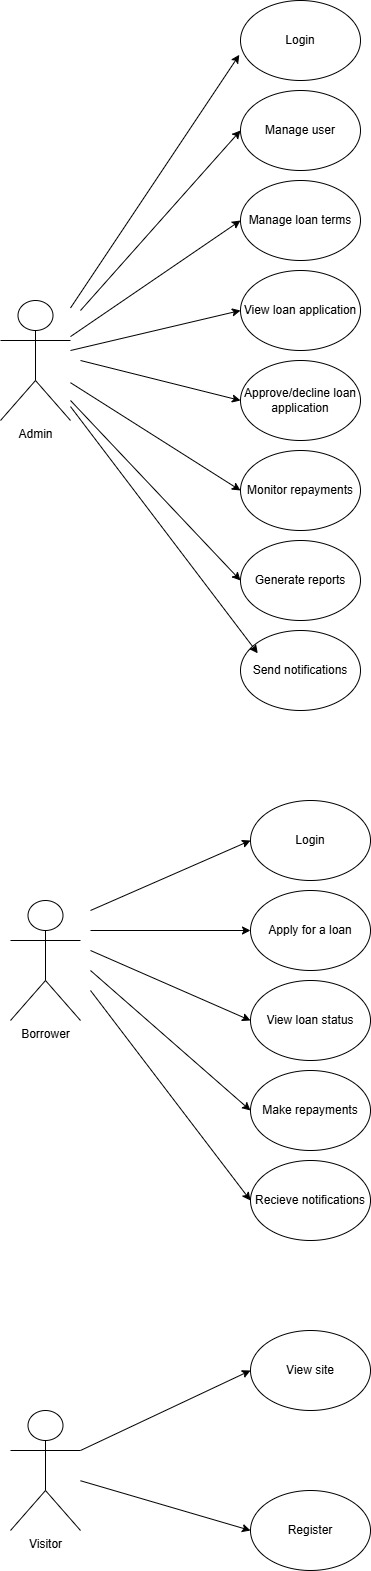 Login
Manage user
Manage loan terms
View loan application
Approve/decline loan
application
Admin
Monitor repayments
Generate reports
Send notifications
Login
Apply for a loan
View loan status
Borrower
Make repayments
Recieve notifications
View site
Register
Visitor